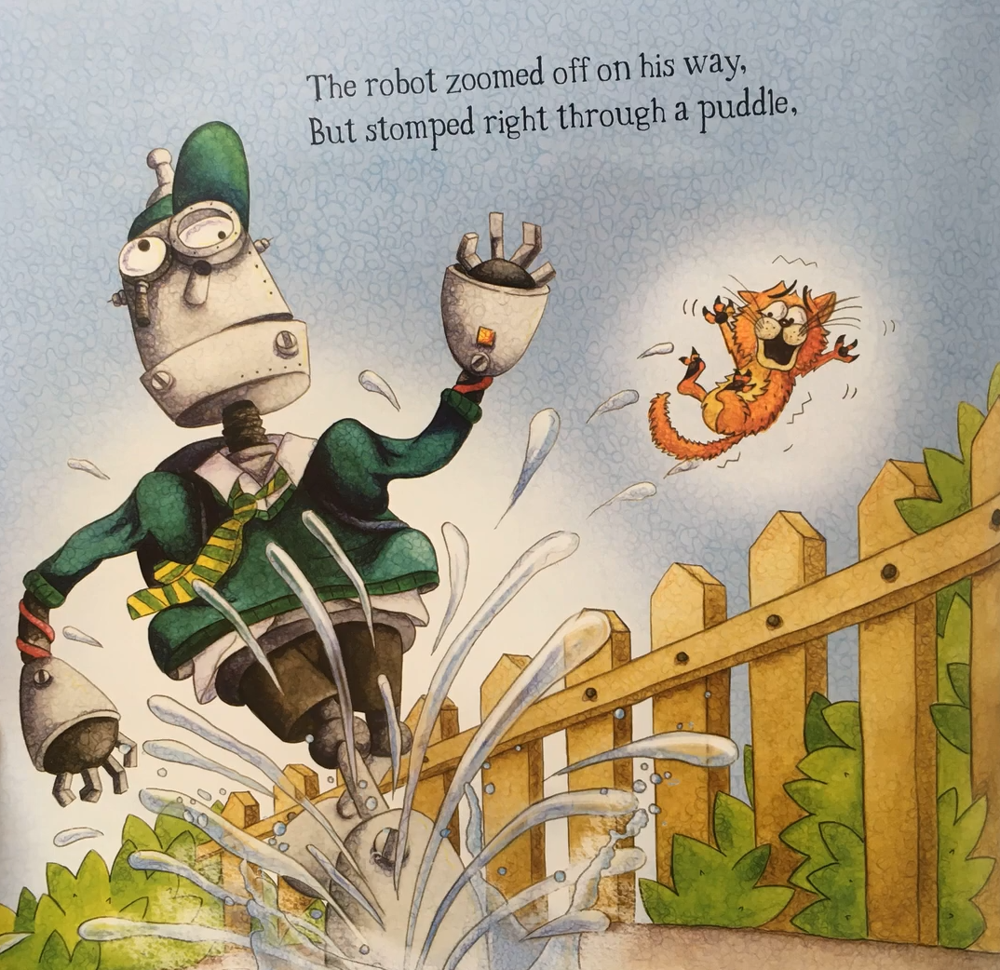 The robot zoomed off on his way,
But stomped right through a puddle,